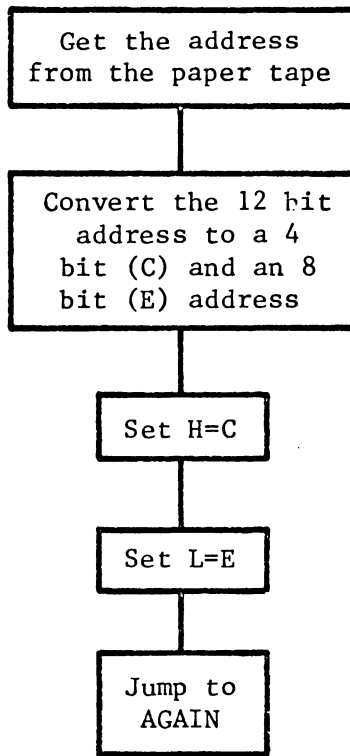 Get the address
from the paper tape
Convert the 12 bit
address to a 4
bit (C) and an 8
bit (E) address
Set H=C
Set L=E
Jump to
AGAIN